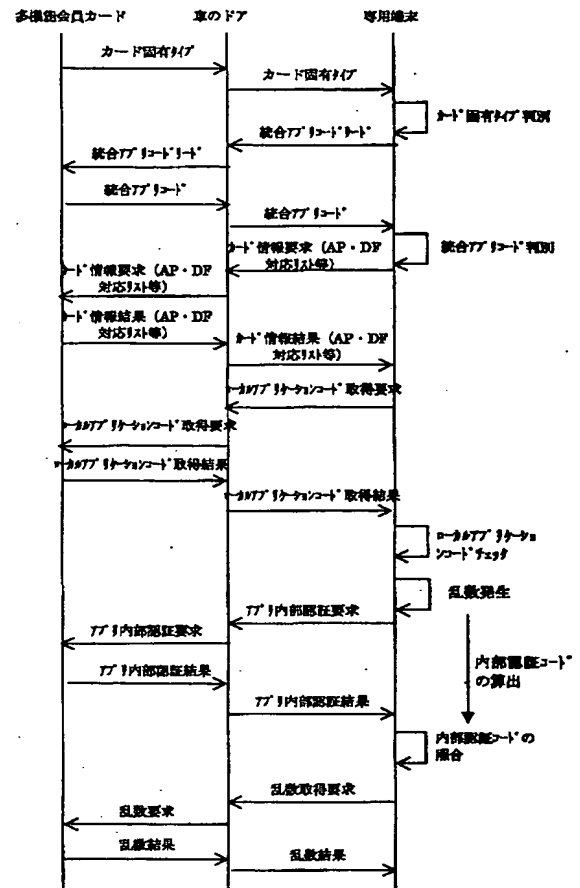 多機能会員カード
車のドア
専用端末
カード固有ﾀｲﾌﾟ
カード固有ﾀｲﾌﾟ
ｶｰﾄﾞ固有ﾀｲﾌﾟ判別
統合ｱﾌﾟﾘｺｰﾄﾞﾘｰﾄﾞ
統合ｱﾌﾟﾘｺｰﾄﾞﾘｰﾄﾞ
統合ｱﾌﾟﾘｺｰﾄﾞ
統合ｱﾌﾟﾘｺｰﾄﾞ
統合ｱﾌﾟﾘｺｰﾄﾞ判別
ｶｰﾄﾞ情報要求（AP・DF
対応ﾘｽﾄ等）
ｶｰﾄﾞ情報要求（AP・DF
対応ﾘｽﾄ等）
ｶｰﾄﾞ情報結果（AP・DF
対応ﾘｽﾄ等）
ｶｰﾄﾞ情報結果（AP・DF
対応ﾘｽﾄ等）
ﾛｰｶﾙｱﾌﾟﾘｹｰｼｮﾝｺｰﾄﾞ取得要求
ﾛｰｶﾙｱﾌﾟﾘｹｰｼｮﾝｺｰﾄﾞ取得要求
ﾛｰｶﾙｱﾌﾟﾘｹｰｼｮﾝｺｰﾄﾞ取得結果
ﾛｰｶﾙｱﾌﾟﾘｹｰｼｮﾝｺｰﾄﾞ取得結果
ﾛｰｶﾙｱﾌﾟﾘｹｰｼｮ
ﾝｺｰﾄﾞﾁｪｯｸ
乱数発生
ｱﾌﾟﾘ内部認証要求
ｱﾌﾟﾘ内部認証要求
内部認証ｺｰﾄﾞ
の算出
ｱﾌﾟﾘ内部認証結果
ｱﾌﾟﾘ内部認証結果
内部認証ｺｰﾄﾞの
照合
乱数取得要求
乱数要求
乱数結果
乱数結果